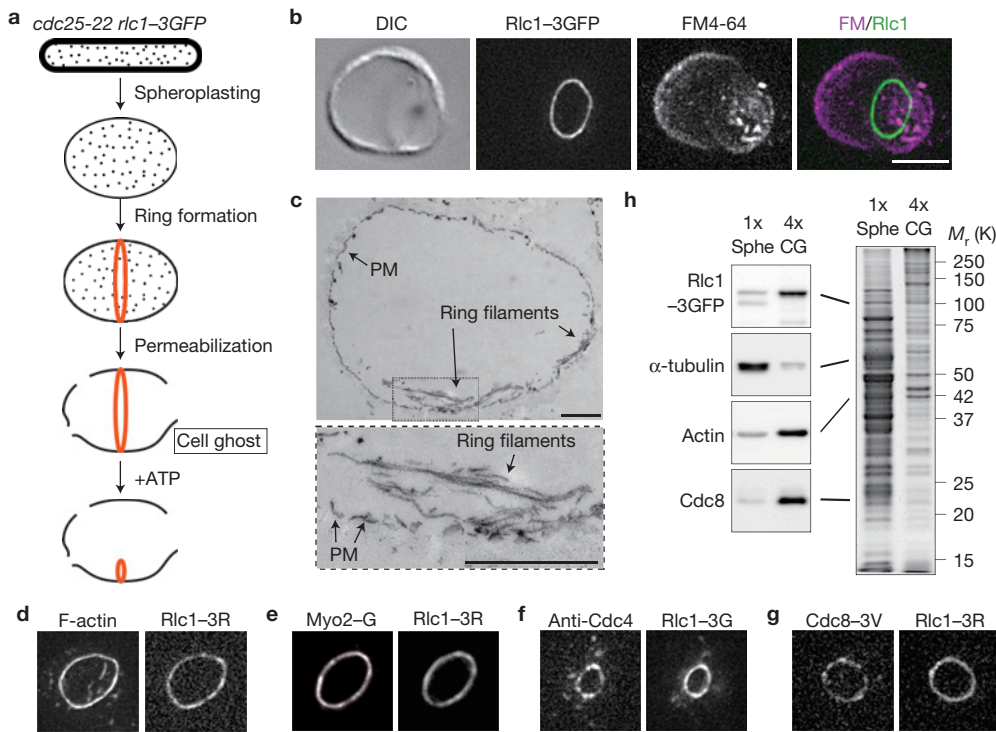 a
cdc25-22 rlc1–3GFP
Spheroplasting
Ring formation
Permeabilization
Cell ghost
+ATP
b
DIC
Rlc1–3GFP
FM4-64
FM/Rlc1
c
PM
Ring filaments
Ring filaments
PM
h
1x
Sphe
4x
CG
1x
Sphe
4x
CG
Mr (K)
Rlc1
–3GFP
α-tubulin
Actin
Cdc8
250
150
100
75
50
42
37
25
20
15
d
F-actin
Rlc1–3R
e
Myo2–G
Rlc1–3R
f
Anti-Cdc4
Rlc1–3G
g
Cdc8–3V
Rlc1–3R